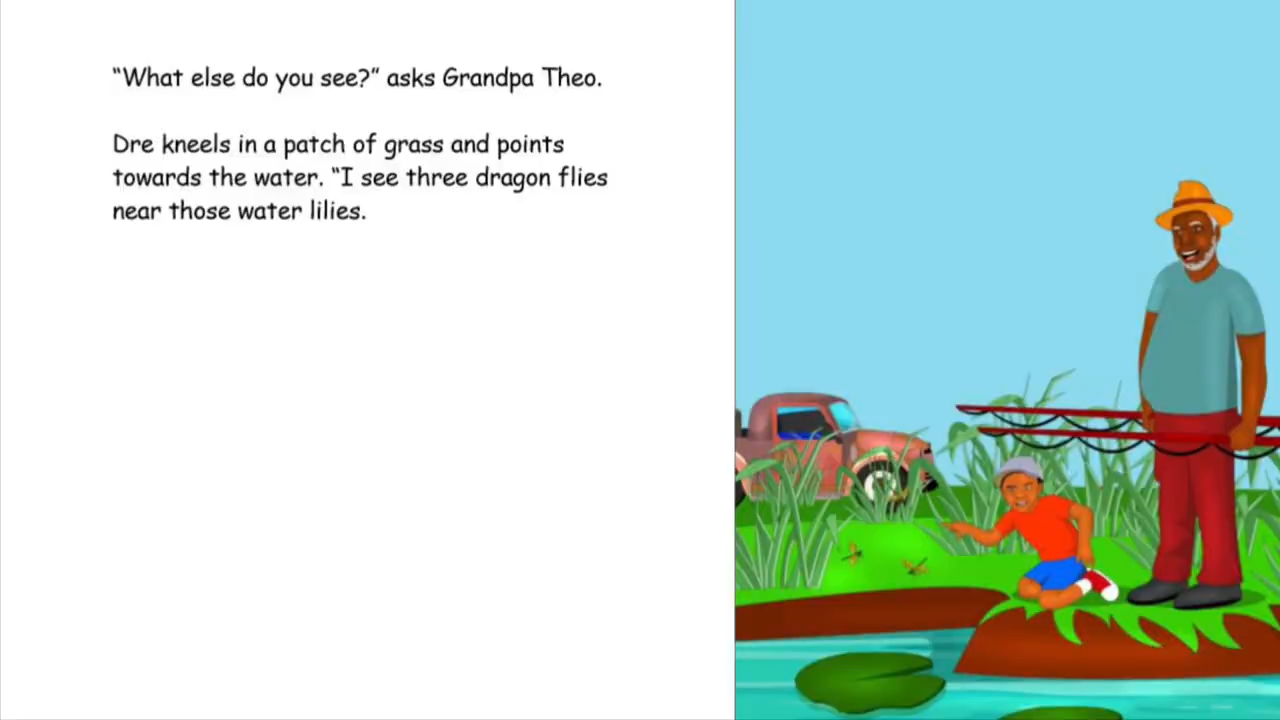 “What else do you see?” asks Grandpa Theo.
Dre kneels in a patch of grass and points
towards the water. “I see three dragon flies
near those water lilies.